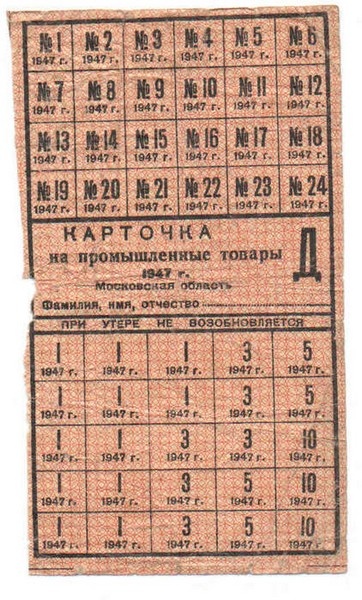 №1 №2 №3 №4 №5 №6
1947 г. 1947 г. 1947 г. 1947 г. 1947 г. 1947 г.
№7 №8 №9 №10 №11 №12
1947 г. 1947 г. 1947 г. 1947 г. 1947 г. 1947 г.
№13 №14 №15 №16 №17 №18
1947 г. 1947 г. 1947 г. 1947 г. 1947 г. 1947 г.
№19 №20 №21 №22 №23 №24
1947 г. 1947 г. 1947 г. 1947 г. 1947 г. 1947 г.
КАРТОЧКА
на промышленные товары Д
1947 г.
Московская область
Фамилия, имя, отчество
ПРИ УТЕРЕ НЕ ВОЗОБНОВЛЯЕТСЯ
1 1 1 3 5
1947 г. 1947 г. 1947 г. 1947 г. 1947 г.
1 1 1 3 5
1947 г. 1947 г. 1947 г. 1947 г. 1947 г.
1 1 3 3 10
1947 г. 1947 г. 1947 г. 1947 г. 1947 г.
1 1 3 5 10
1947 г. 1947 г. 1947 г. 1947 г. 1947 г.
1 1 3 5 10
1947 г. 1947 г. 1947 г. 1947 г. 1947 г.